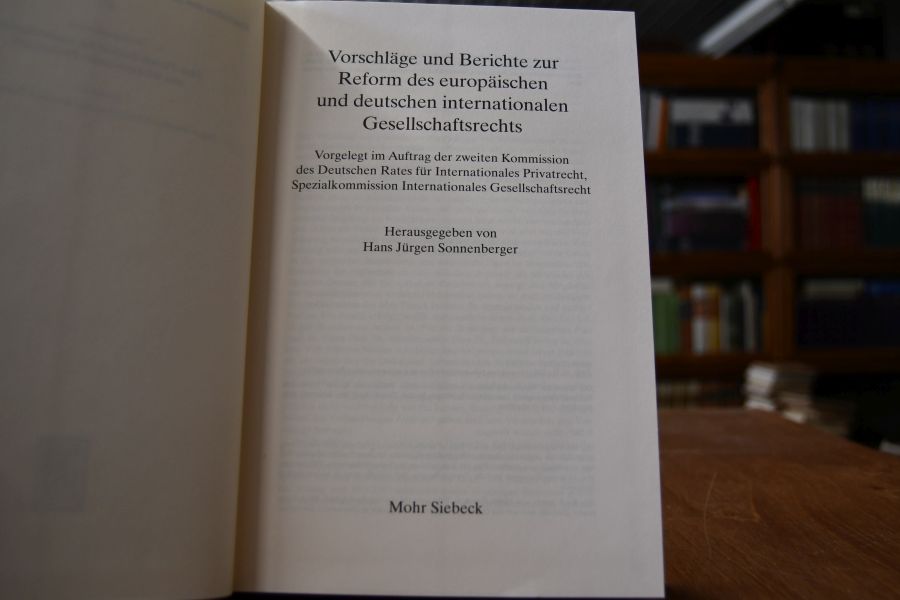 Vorschläge und Berichte zur
Reform des europäischen
und deutschen internationalen
Gesellschaftsrechts
Vorgelegt im Auftrag der zweiten Kommission
des Deutschen Rates für Internationales Privatrecht,
Spezialkommission Internationales Gesellschaftsrecht
Herausgegeben von
Hans Jürgen Sonnenberger
Mohr Siebeck